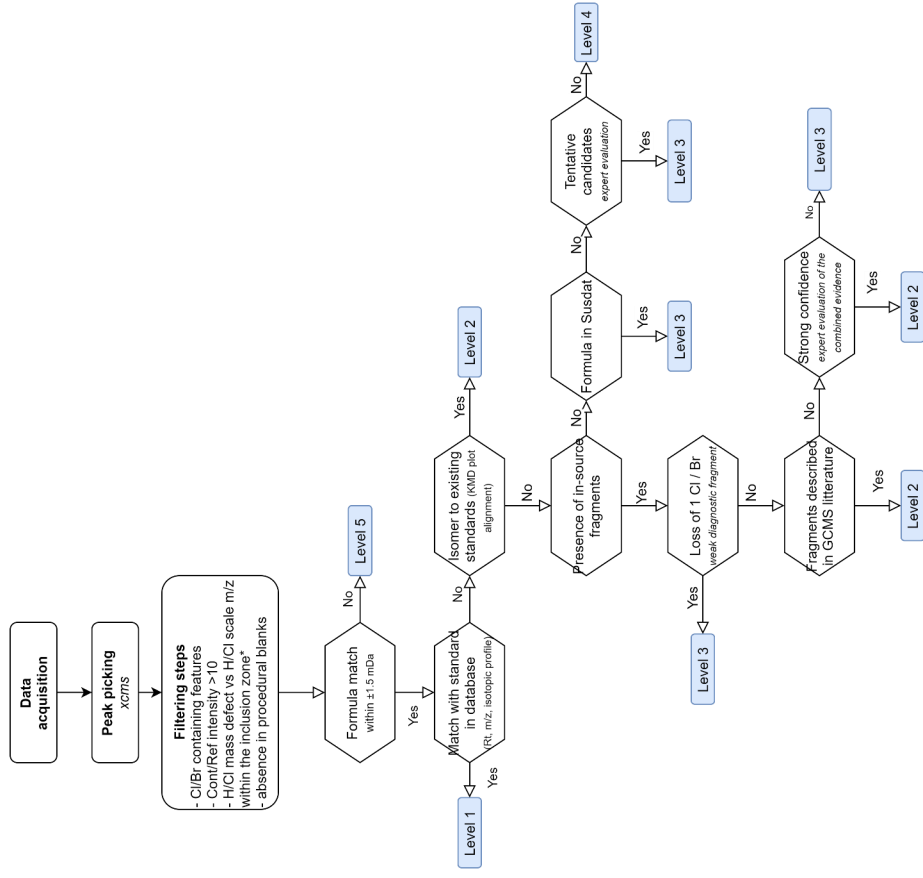 Data
acquisition
Peak picking
xcms
Filtering steps
- Cl/Br containing features
- Cont/Ref intensity >10
- H/Cl mass defect vs H/Cl scale m/z
within the inclusion zone*
- absence in procedural blanks
Formula match
within ±1.5 mDa
No
Level 5
Yes
Match with standard
in database
(Rt, m/z, isotopic profile)
Yes
Level 1
No
Isomer to existing
standards (KMD plot
alignment)
Yes
Level 2
No
Presence of in-source
fragments
No
Formula in Susdat
Yes
Level 3
No
Tentative
candidates
expert evaluation
Yes
Level 3
No
Level 4
Yes
Loss of 1 Cl / Br
weak diagnostic fragment
Yes
Level 3
No
Fragments described
in GCMS litterature
Yes
Level 2
No
Strong confidence
expert evaluation of the
combined evidence
Yes
Level 2
No
Level 3